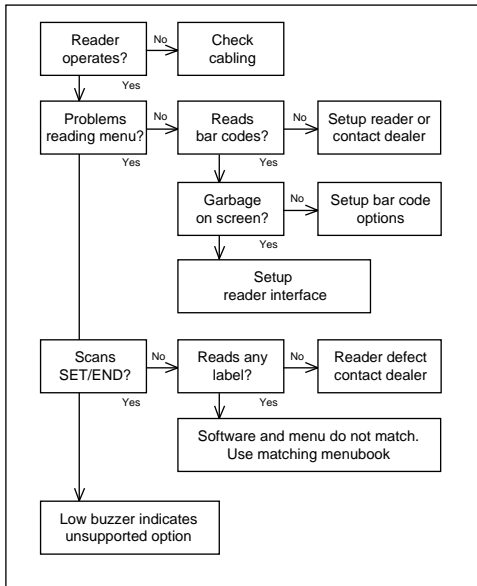 Reader
operates?
No
Check
cabling
Yes
Problems
reading menu?
No
Reads
bar codes?
No
Setup reader or
contact dealer
Yes
Yes
Garbage
on screen?
No
Setup bar code
options
Yes
Setup
reader interface
Scans
SET/END?
No
Reads any
label?
No
Reader defect
contact dealer
Yes
Yes
Software and menu do not match.
Use matching menubook
Low buzzer indicates
unsupported option